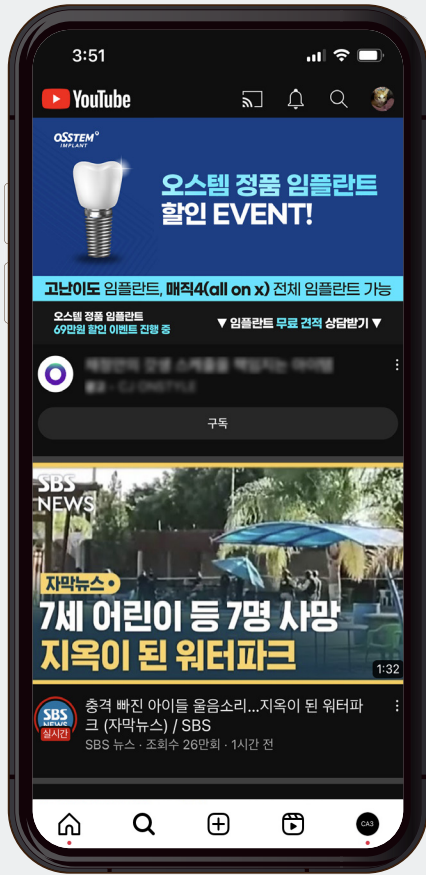 3:51
YouTube
OSSTEM
IMPLANT
오스템 정품 임플란트
할인 EVENT!
고난이도 임플란트, 매직4(all on x) 전체 임플란트 가능
오스템 정품 임플란트
69만원 할인 이벤트 진행 중
▼ 임플란트 무료 견적 상담받기 ▼
구독
SBS
NEWS
자막뉴스
7세 어린이 등 7명 사망
지옥이 된 워터파크
1:32
SBS
NEWS
실시간
충격 빠진 아이들 울음소리...지옥이 된 워터파
크 (자막뉴스) / SBS
SBS 뉴스 · 조회수 26만회 · 1시간 전
CA3